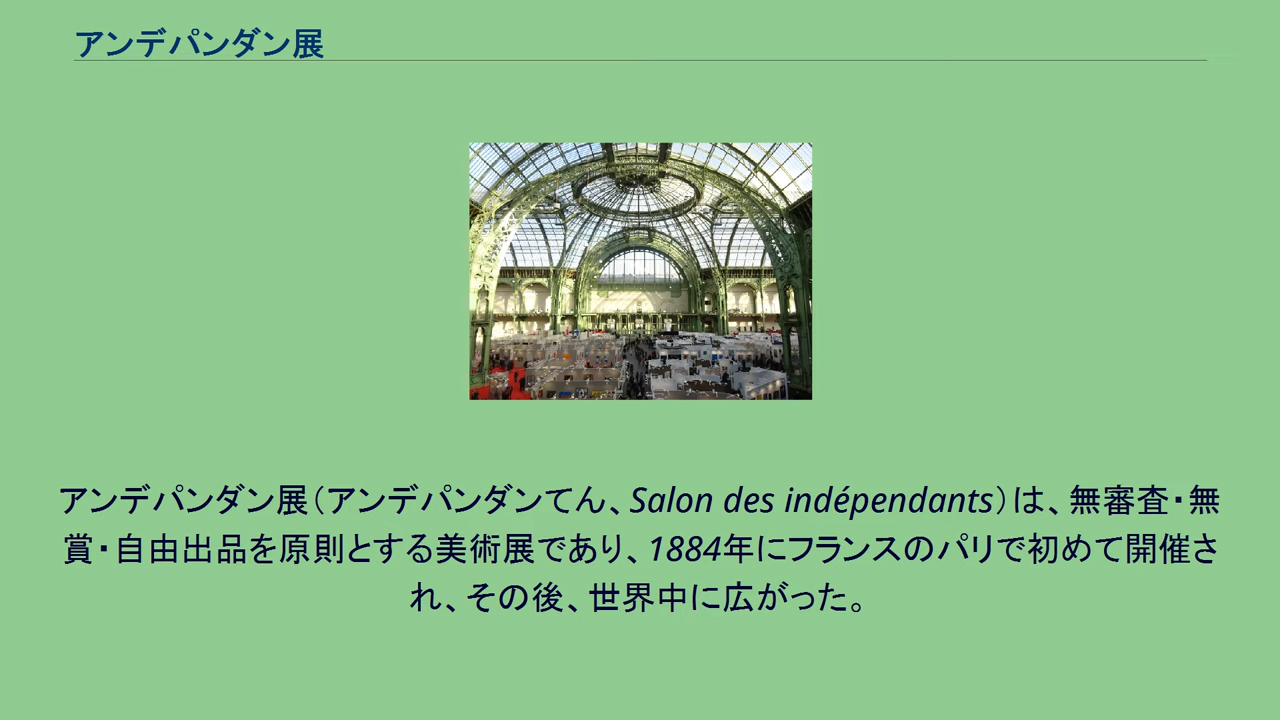 アンデパンダン展
アンデパンダン展（アンデパンダンてん、Salon des indépendants）は、無審査・無
賞・自由出品を原則とする美術展であり、1884年にフランスのパリで初めて開催さ
れ、その後、世界中に広がった。